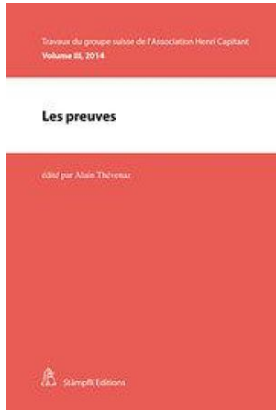 Travaux du groupe suisse de l'Association Henri Capitant
Volume III, 2014
Les preuves
édité par Alain Thévenaz
Stämpfli Editions